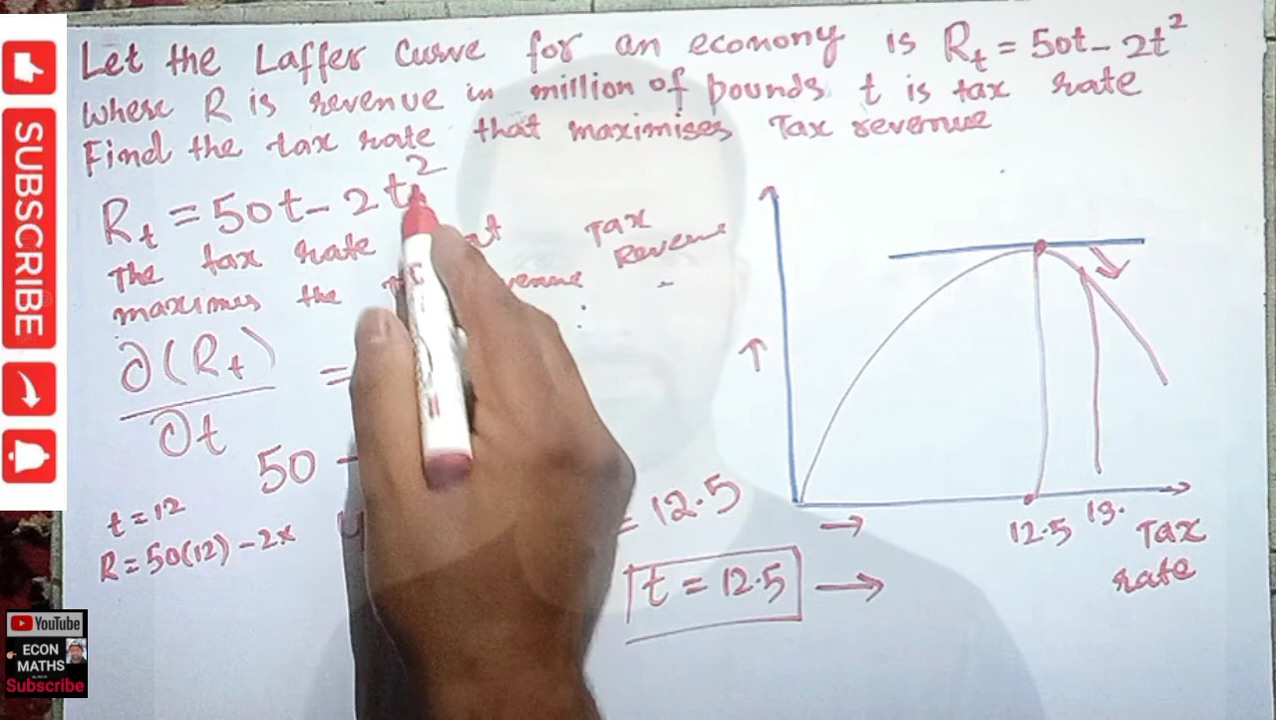 Let the Laffer Curve for an economy is Rₜ = 50t - 2t²
where R is revenue in million of pounds t is tax rate
Find the tax rate that maximises Tax revenue
Rₜ = 50t - 2t²
The tax rate
maximes the
∂(Rₜ)
=
∂t
50 -
= 12.5
t = 12.5
t = 12
R = 50(12) - 2x
Tax
Revenue
12.5 13.
Tax
rate
SUBSCRIBE
YouTube
ECON
MATHS
Subscribe